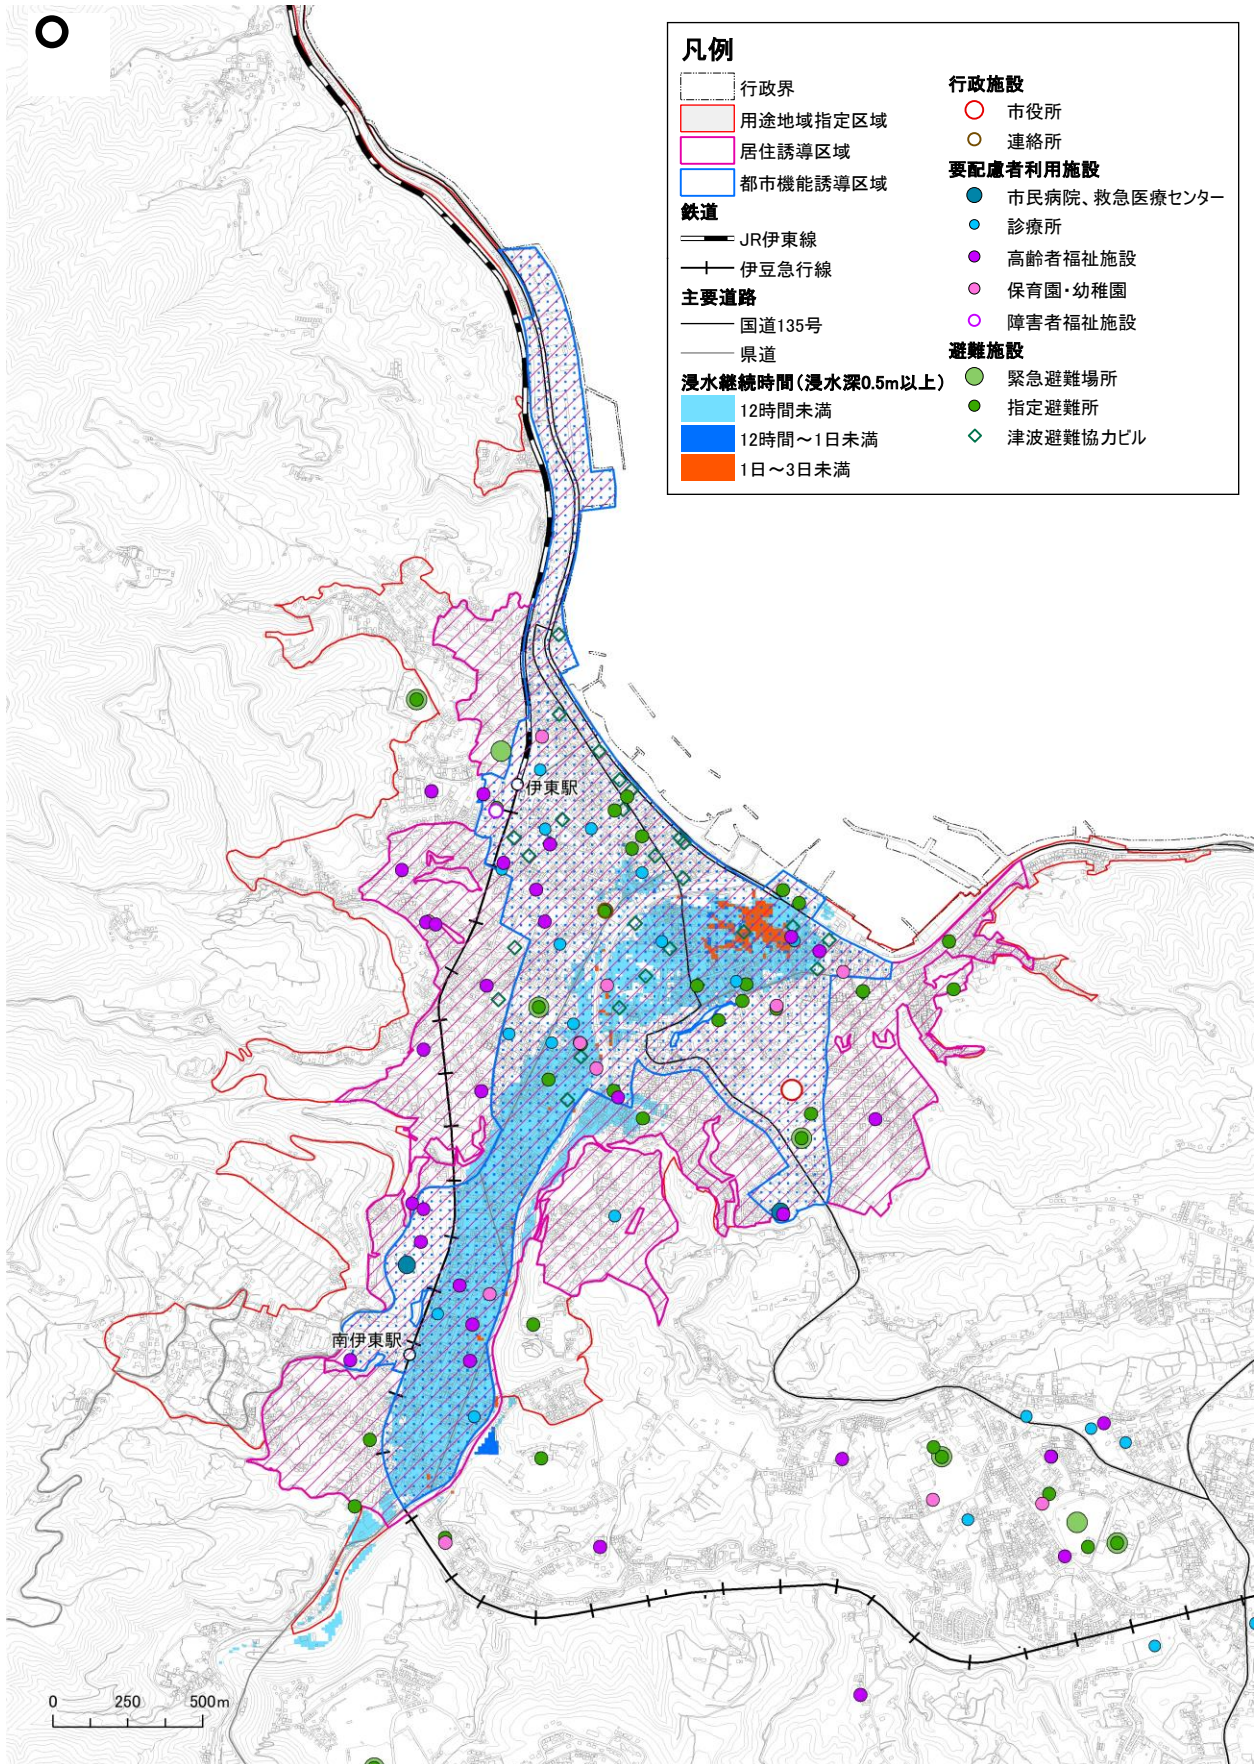 凡例
行政界
用途地域指定区域
居住誘導区域
都市機能誘導区域
鉄道
JR伊東線
伊豆急行線
主要道路
国道135号
県道
浸水継続時間(浸水深0.5m以上)
12時間未満
12時間～1日未満
1日～3日未満
行政施設
市役所
連絡所
要配慮者利用施設
市民病院、救急医療センター
診療所
高齢者福祉施設
保育園・幼稚園
障害者福祉施設
避難施設
緊急避難場所
指定避難所
津波避難協力ビル
伊東駅
南伊東駅
0 250 500m